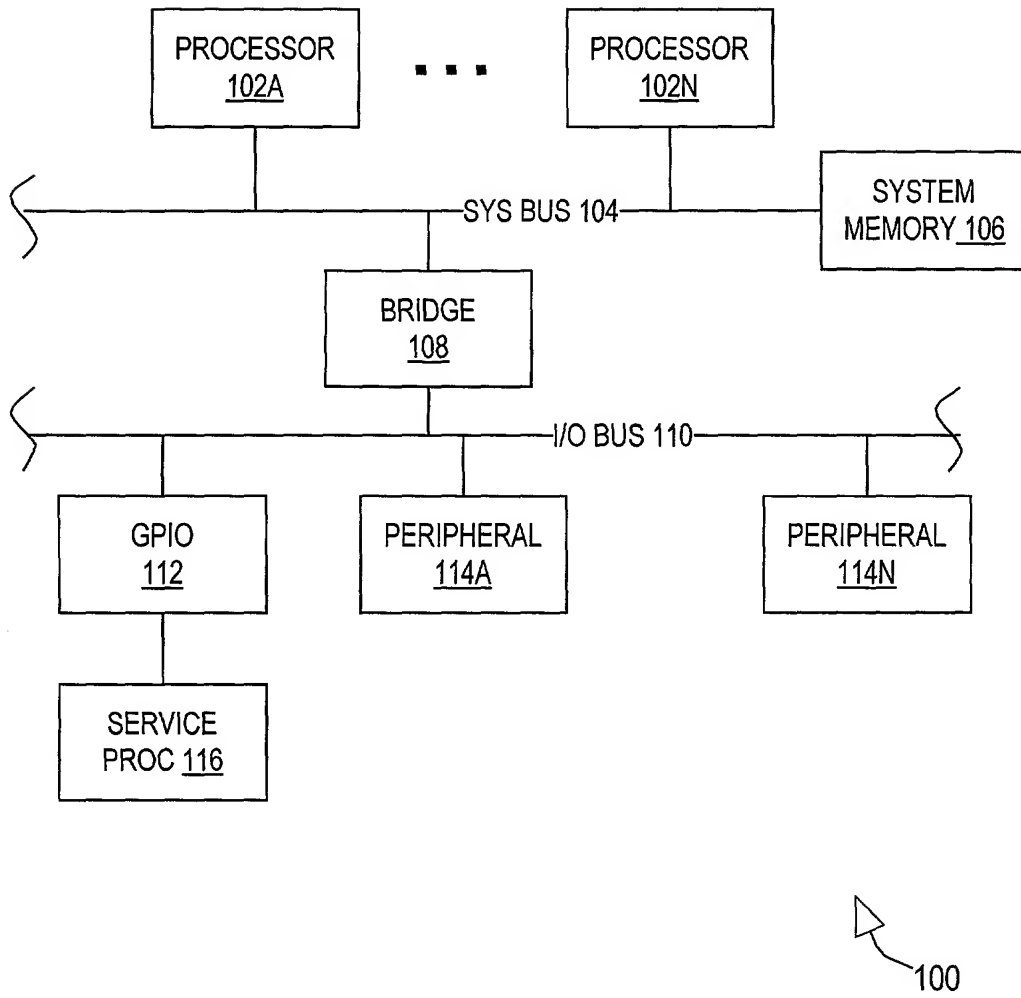 PROCESSOR
102A
PROCESSOR
102N
SYSTEM
MEMORY 106
SYS BUS 104
BRIDGE
108
I/O BUS 110
GPIO
112
PERIPHERAL
114A
PERIPHERAL
114N
SERVICE
PROC 116
100